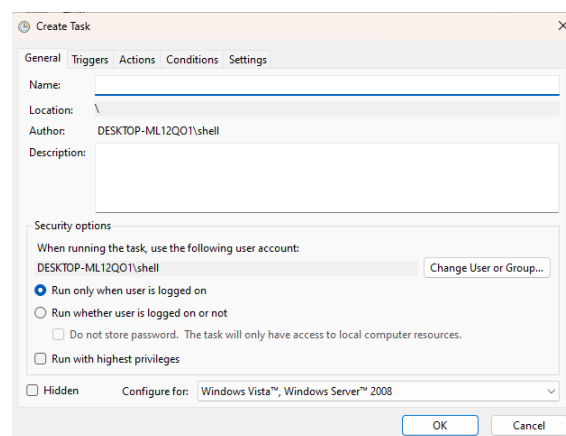 Create Task
General Triggers Actions Conditions Settings
Name:
Location: \
Author: DESKTOP-ML12QO1\shell
Description:
Security options
When running the task, use the following user account:
DESKTOP-ML12QO1\shell Change User or Group...
Run only when user is logged on
Run whether user is logged on or not
Do not store password. The task will only have access to local computer resources.
Run with highest privileges
Hidden Configure for: Windows Vista™, Windows Server™ 2008
OK Cancel